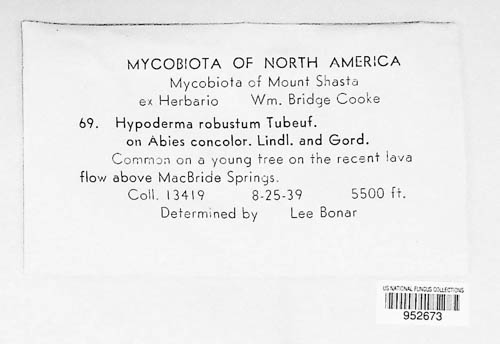 MYCOBIOTA OF NORTH AMERICA
Mycobiota of Mount Shasta
ex Herbario Wm. Bridge Cooke
69. Hypoderma robustum Tubeuf.
on Abies concolor. Lindl. and Gord.
Common on a young tree on the recent lava
flow above MacBride Springs.
Coll. 13419 8-25-39 5500 ft.
Determined by Lee Bonar
US NATIONAL FUNGUS COLLECTIONS
952673